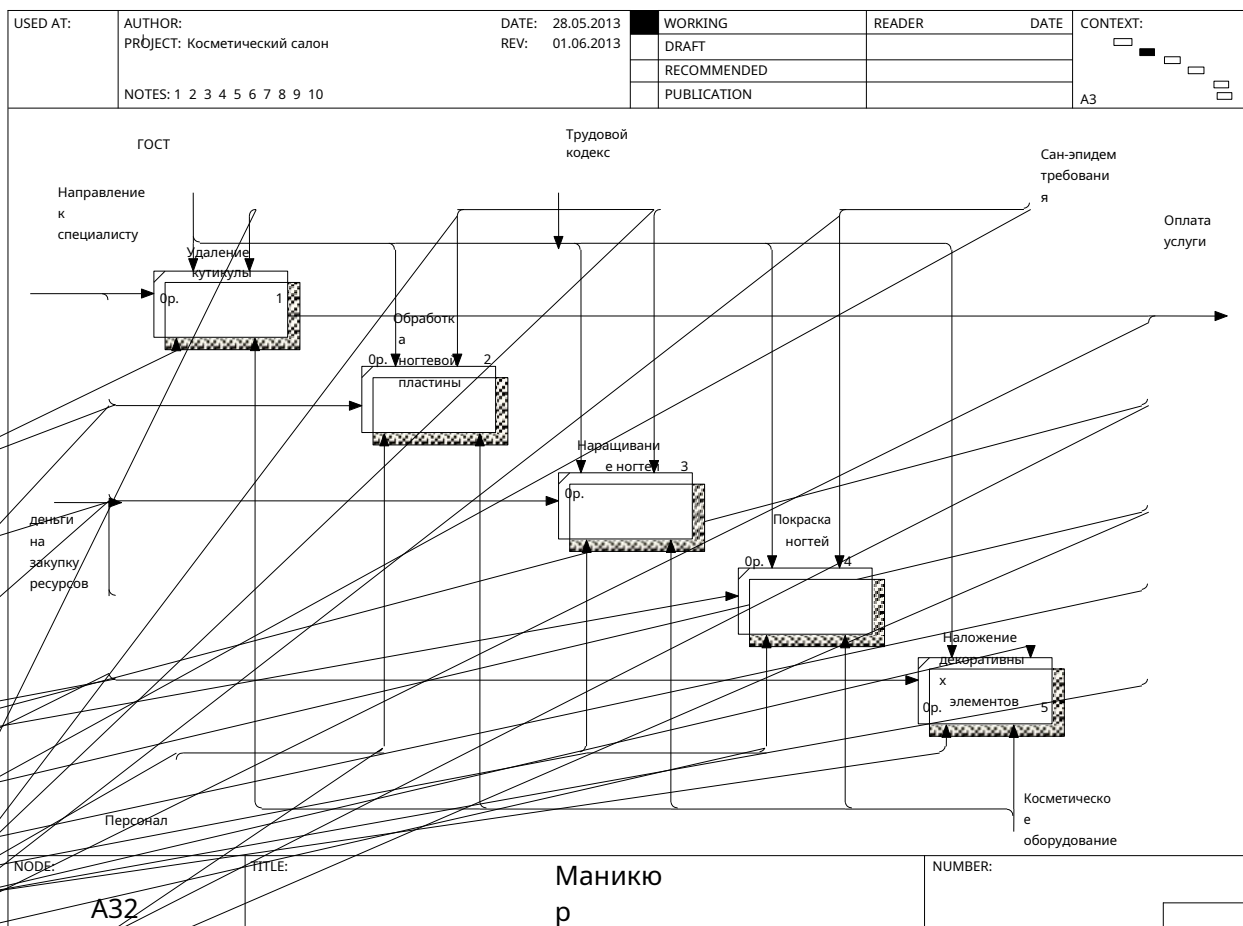 USED AT:
AUTHOR:
DATE: 28.05.2013
PROJECT: Косметический салон
REV: 01.06.2013
NOTES: 1 2 3 4 5 6 7 8 9 10
WORKING
DRAFT
RECOMMENDED
PUBLICATION
READER DATE
CONTEXT:
A3
ГОСТ
Трудовой
кодекс
Сан-эпидем
требовани
я
Направление
к
специалисту
Оплата
услуги
Удаление
кутикулы
0р. 1
Обработк
а
ногтевой
пластины
0р. 2
Наращивани
е ногтей
0р. 3
Покраска
ногтей
0р. 4
деньги
на
закупку
ресурсов
Наложение
декоративны
х
элементов
0р. 5
Косметическо
е
оборудование
Персонал
NODE:
A32
TITLE:
Маникю
р
NUMBER: